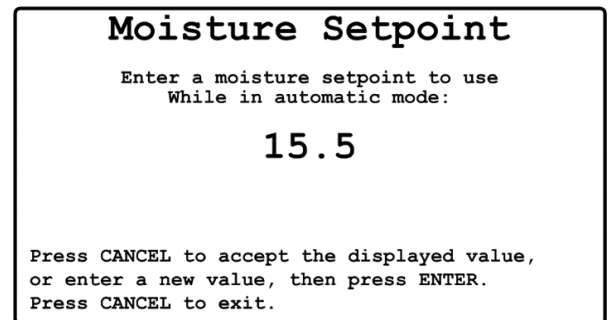 Moisture Setpoint
Enter a moisture setpoint to use
While in automatic mode:
15.5
Press CANCEL to accept the displayed value,
or enter a new value, then press ENTER.
Press CANCEL to exit.